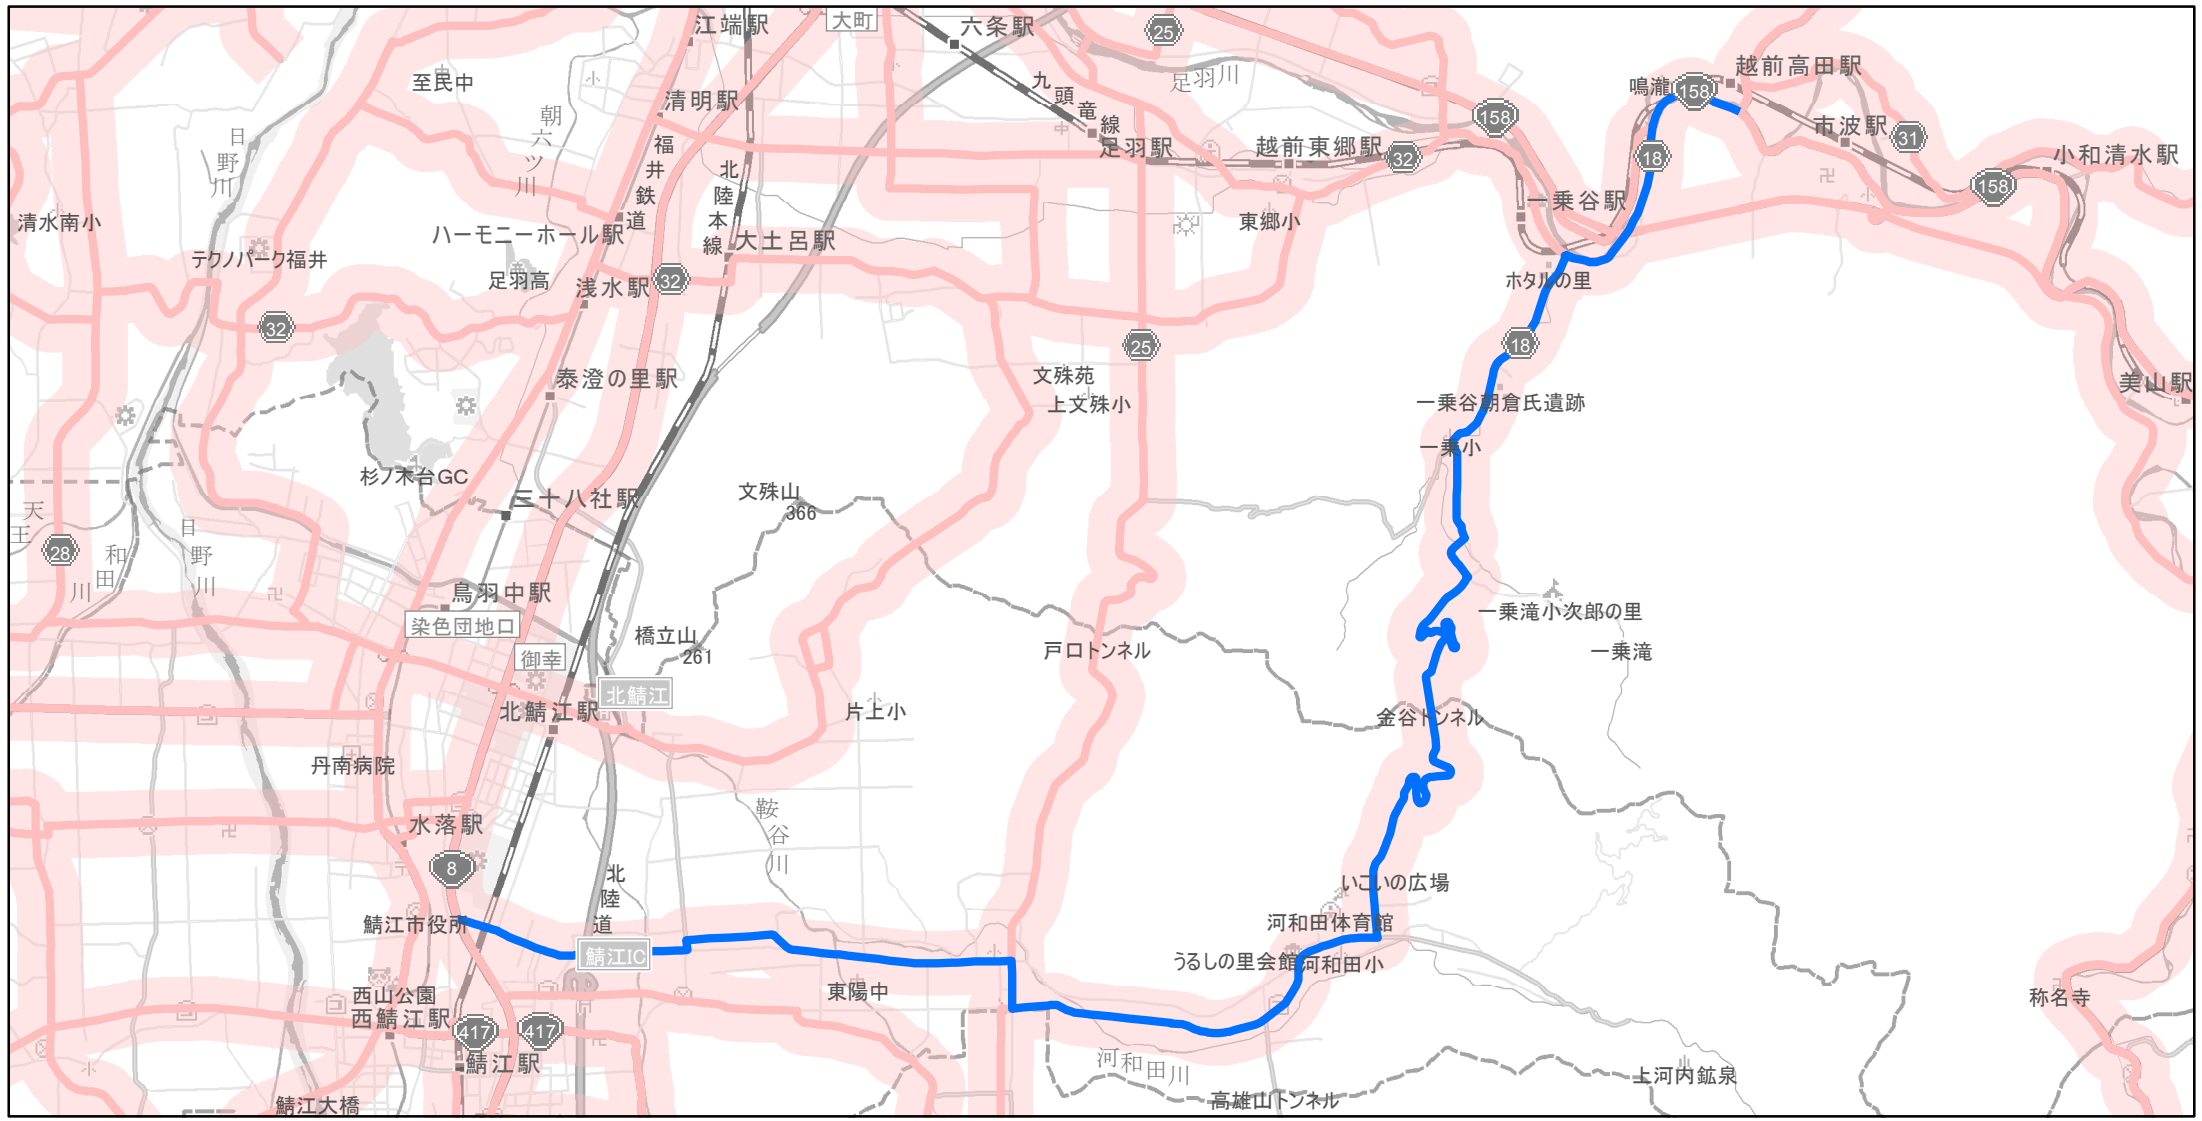 江端駅
大町
六条駅
25
足羽川
越前高田駅
鳴瀧
158
至民中
清明駅
九頭竜線
158
朝六ツ川
日野川
足羽駅
越前東郷駅
32
18
市波駅
31
小和清水駅
158
福井鉄道
北陸本線
一乗谷駅
清水南小
ハーモニーホール駅
大土呂駅
東郷小
テクノパーク福井
足羽高
浅水駅
32
ホタルの里
32
25
18
泰澄の里駅
文殊苑
上文殊小
一乗谷朝倉氏遺跡
美山駅
一乗小
杉ノ木台GC
三十八社駅
文殊山
366
天王川
28
和田川
日野川
鳥羽中駅
染色団地口
橋立山
261
御幸
一乗滝小次郎の里
一乗滝
戸口トンネル
北鯖江
北鯖江駅
片上小
金谷トンネル
丹南病院
鞍谷川
水落駅
8
北陸道
いこいの広場
鯖江市役所
河和田体育館
鯖江IC
うるしの里会館
河和田小
西山公園
東陽中
称名寺
西鯖江駅
417
417
鯖江駅
河和田川
上河内鉱泉
鯖江大橋
高雄山トンネル